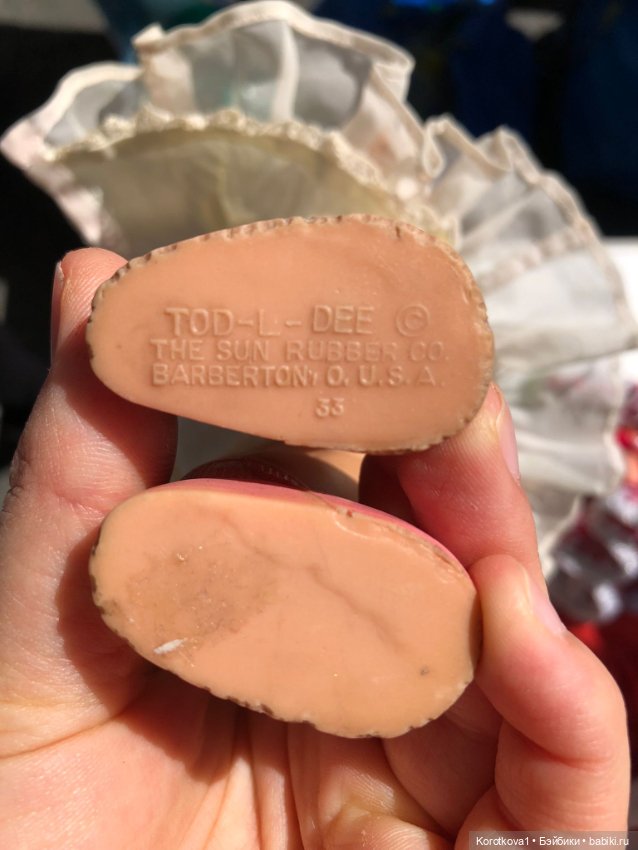 TOD-L-DEE ©
THE SUN RUBBER CO.
BARBERTON, O. U.S.A.
33
Korotkova1 • Бэйбики • babiki.ru